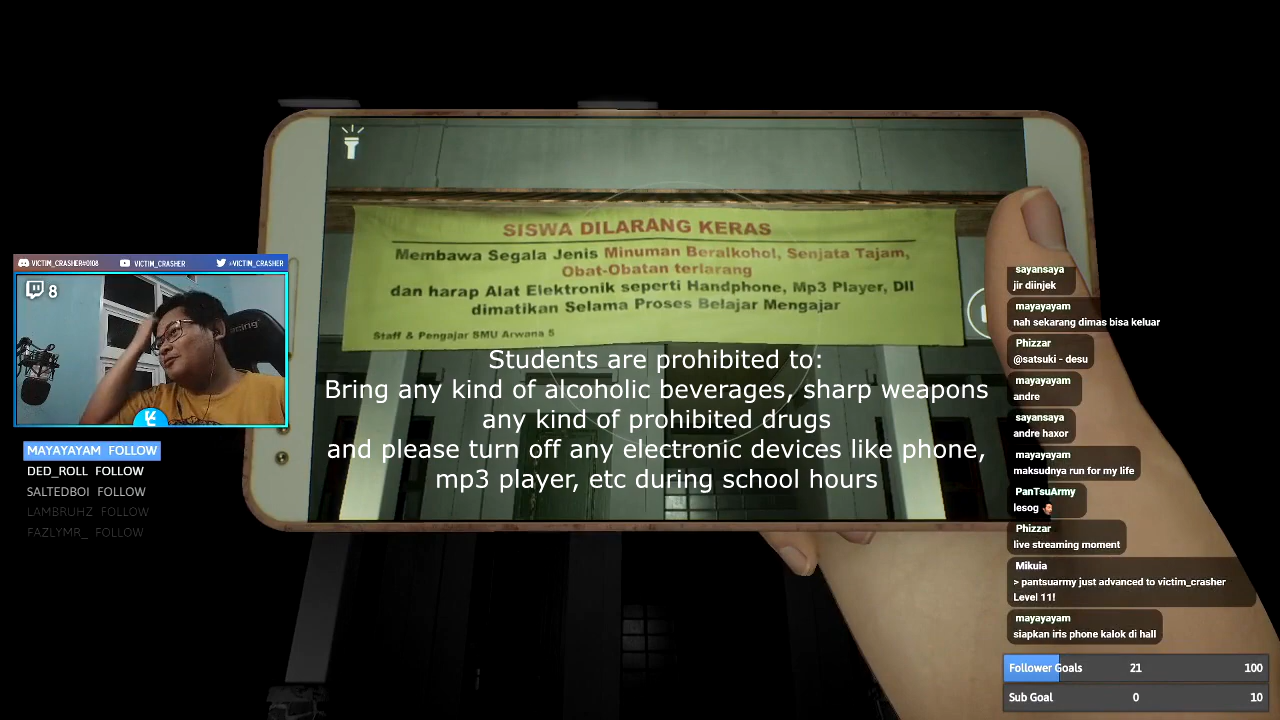 SISWA DILARANG KERAS
Membawa Segala Jenis Minuman Beralkohol, Senjata Tajam,
Obat-Obatan terlarang
dan harap Alat Elektronik seperti Handphone, Mp3 Player, Dll
dimatikan Selama Proses Belajar Mengajar
Staff & Pengajar SMU Arwana 5
Students are prohibited to:
Bring any kind of alcoholic beverages, sharp weapons
any kind of prohibited drugs
and please turn off any electronic devices like phone,
mp3 player, etc during school hours
VICTIM_CRASHER#0108
VICTIM_CRASHER
+VICTIM_CRASHER
8
MAYAYAYAM FOLLOW
DED_ROLL FOLLOW
SALTEDBOI FOLLOW
LAMBRUHZ FOLLOW
FAZLYMR_ FOLLOW
sayansaya
jir diinjek
mayayayam
nah sekarang dimas bisa keluar
Phizzar
@satsuki - desu
mayayayam
andre
sayansaya
andre haxor
mayayayam
maksudnya run for my life
PanTsuArmy
lesog
Phizzar
live streaming moment
Mikuia
> pantsuarmy just advanced to victim_crasher
Level 11!
mayayayam
siapkan iris phone kalok di hall
Follower Goals 21 100
Sub Goal 0 10